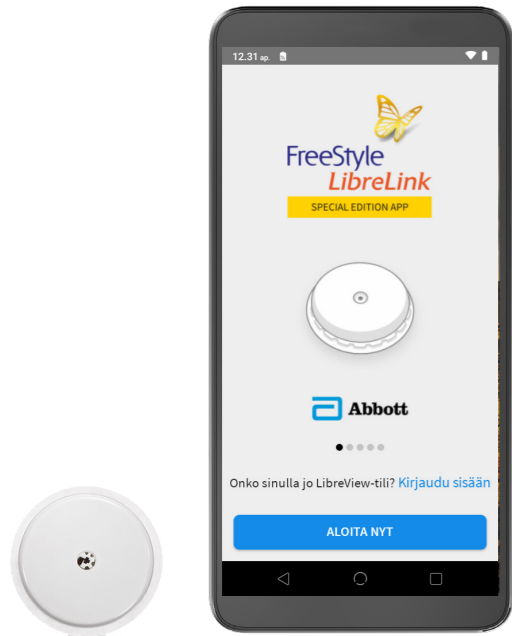 12.31 ap.
FreeStyle
LibreLink
SPECIAL EDITION APP
Abbott
Onko sinulla jo LibreView-tili? Kirjaudu sisään
ALOITA NYT